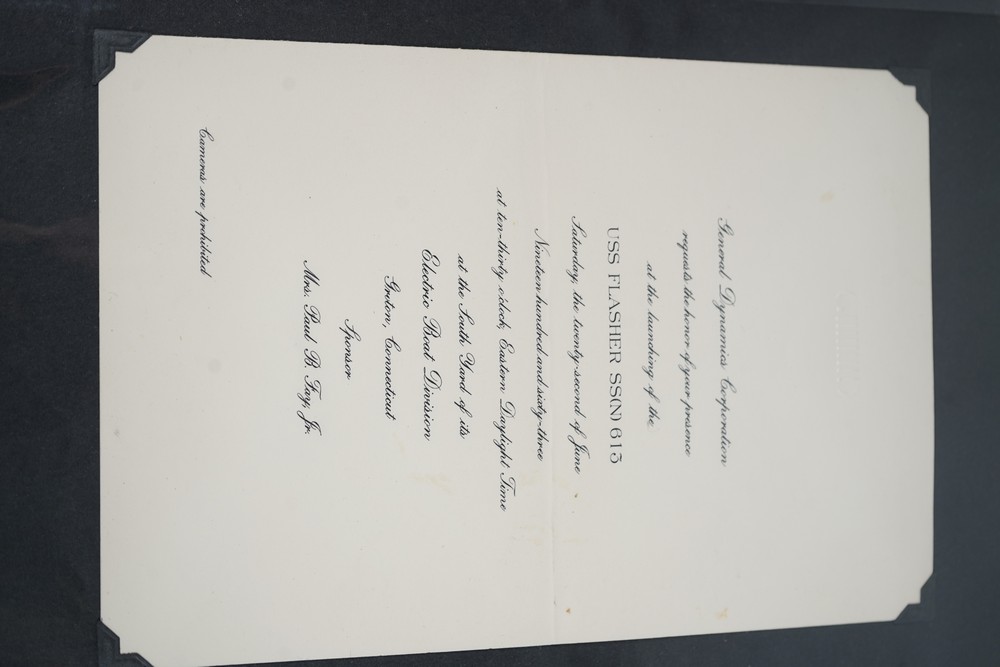 General Dynamics Corporation
requests the honor of your presence
at the launching of the
USS FLASHER SS(N) 613
Saturday, the twenty-second of June
Nineteen hundred and sixty-three
at ten-thirty o'clock, Eastern Daylight Time
at the South Yard of its
Electric Boat Division
Groton, Connecticut
Sponsor
Mrs. Paul B. Fay, Jr.
Cameras are prohibited